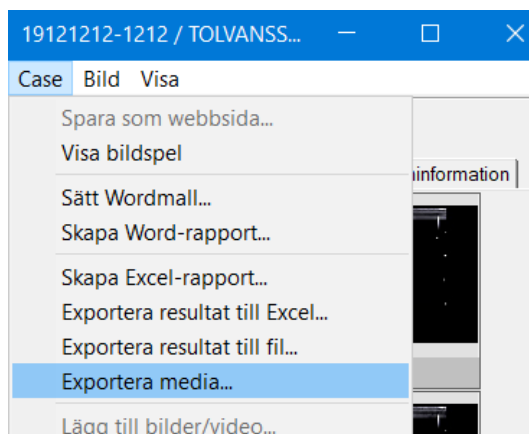 19121212-1212 / TOLVANSS...
Case Bild Visa
Spara som webbsida...
Visa bildspel
information
Sätt Wordmall...
Skapa Word-rapport...
Skapa Excel-rapport...
Exportera resultat till Excel...
Exportera resultat till fil...
Exportera media...
Lägg till bilder/video...